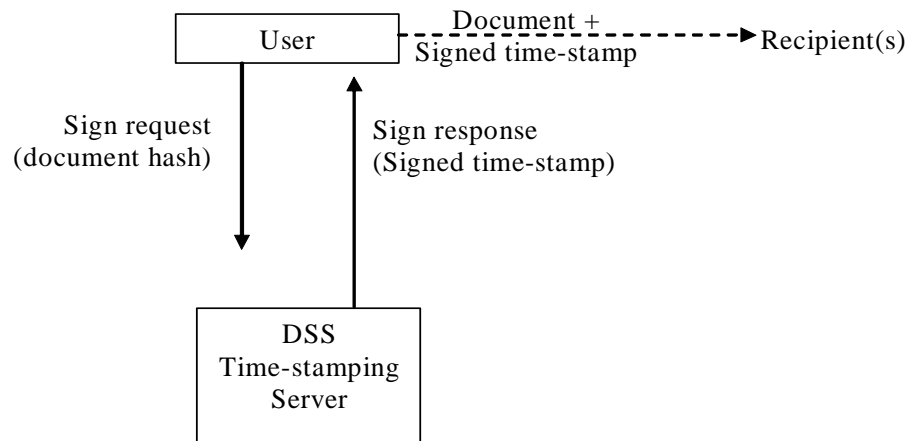 User
Document +
Signed time-stamp
Recipient(s)
Sign request
(document hash)
Sign response
(Signed time-stamp)
DSS
Time-stamping
Server